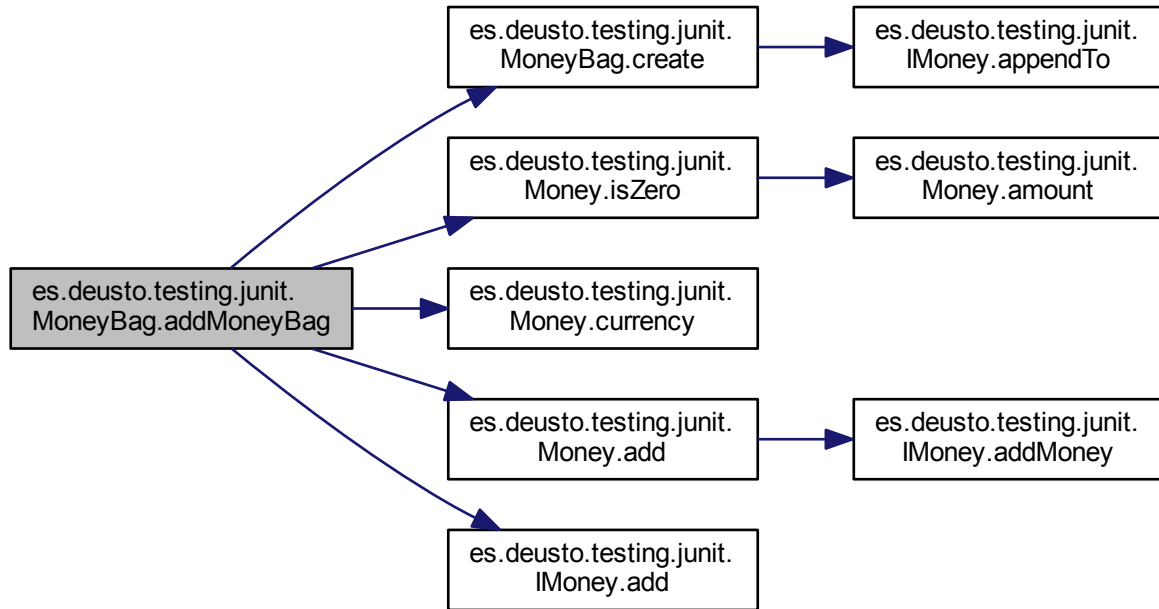 es.deusto.testing.junit.
MoneyBag.create
es.deusto.testing.junit.
IMoney.appendTo
es.deusto.testing.junit.
Money.isZero
es.deusto.testing.junit.
Money.amount
es.deusto.testing.junit.
MoneyBag.addMoneyBag
es.deusto.testing.junit.
Money.currency
es.deusto.testing.junit.
Money.add
es.deusto.testing.junit.
IMoney.addMoney
es.deusto.testing.junit.
IMoney.add